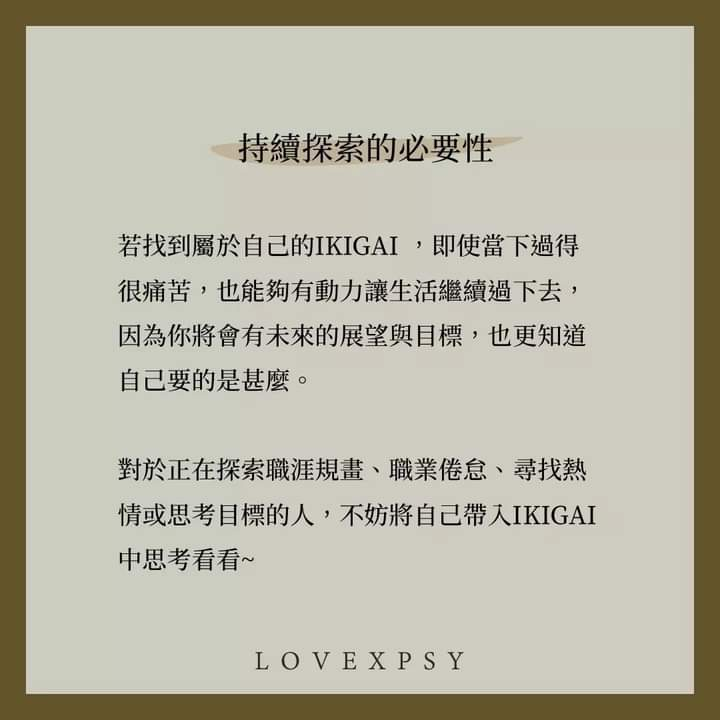 持續探索的必要性
若找到屬於自己的IKIGAI ，即使當下過得
很痛苦，也能夠有動力讓生活繼續過下去，
因為你將會有未來的展望與目標，也更知道
自己要的是甚麼。
對於正在探索職涯規畫、職業倦怠、尋找熱
情或思考目標的人，不妨將自己帶入IKIGAI
中思考看看~
LOVEXPSY